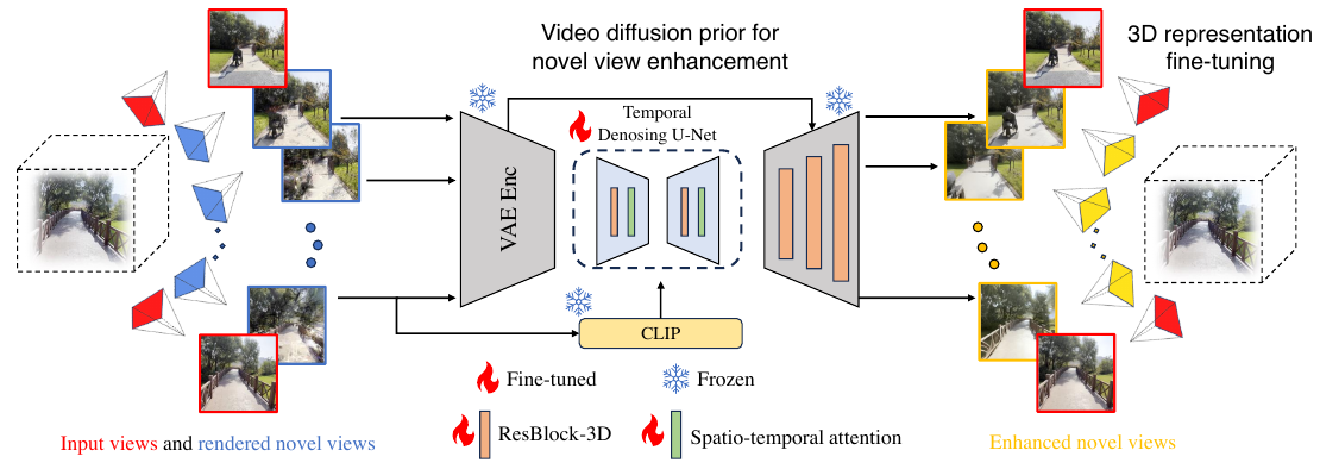 Video diffusion prior for
novel view enhancement
3D representation
fine-tuning
Temporal
Denosing U-Net
VAE Enc
CLIP
Fine-tuned
Frozen
ResBlock-3D
Spatio-temporal attention
Input views and rendered novel views
Enhanced novel views